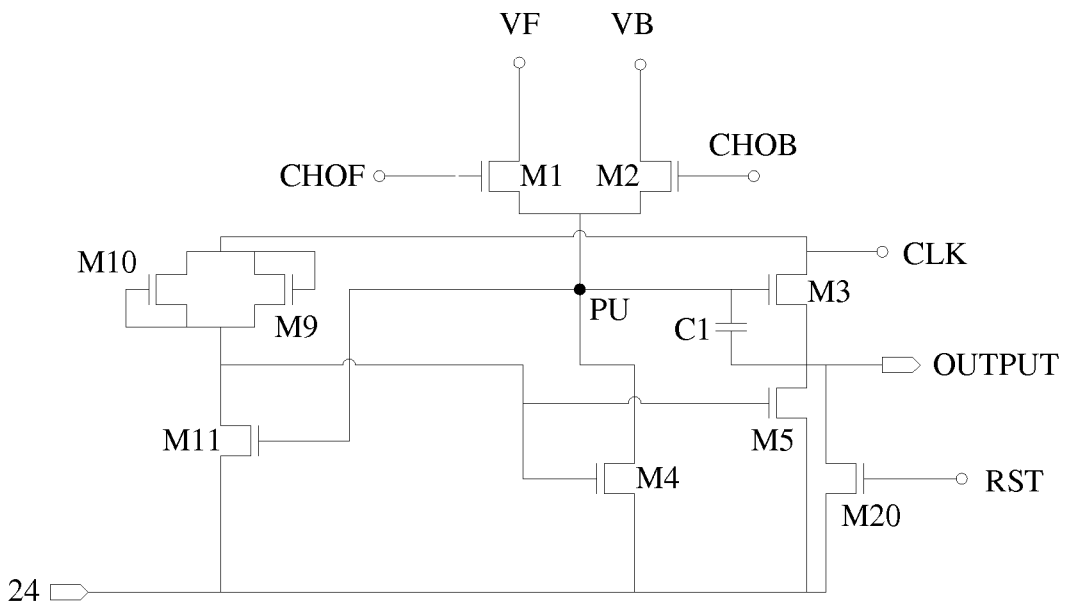 VF VB
CHOB
CHOF M1 M2
M10 CLK
M3
M9 PU C1
OUTPUT
M11 M5
M4 RST
M20
24